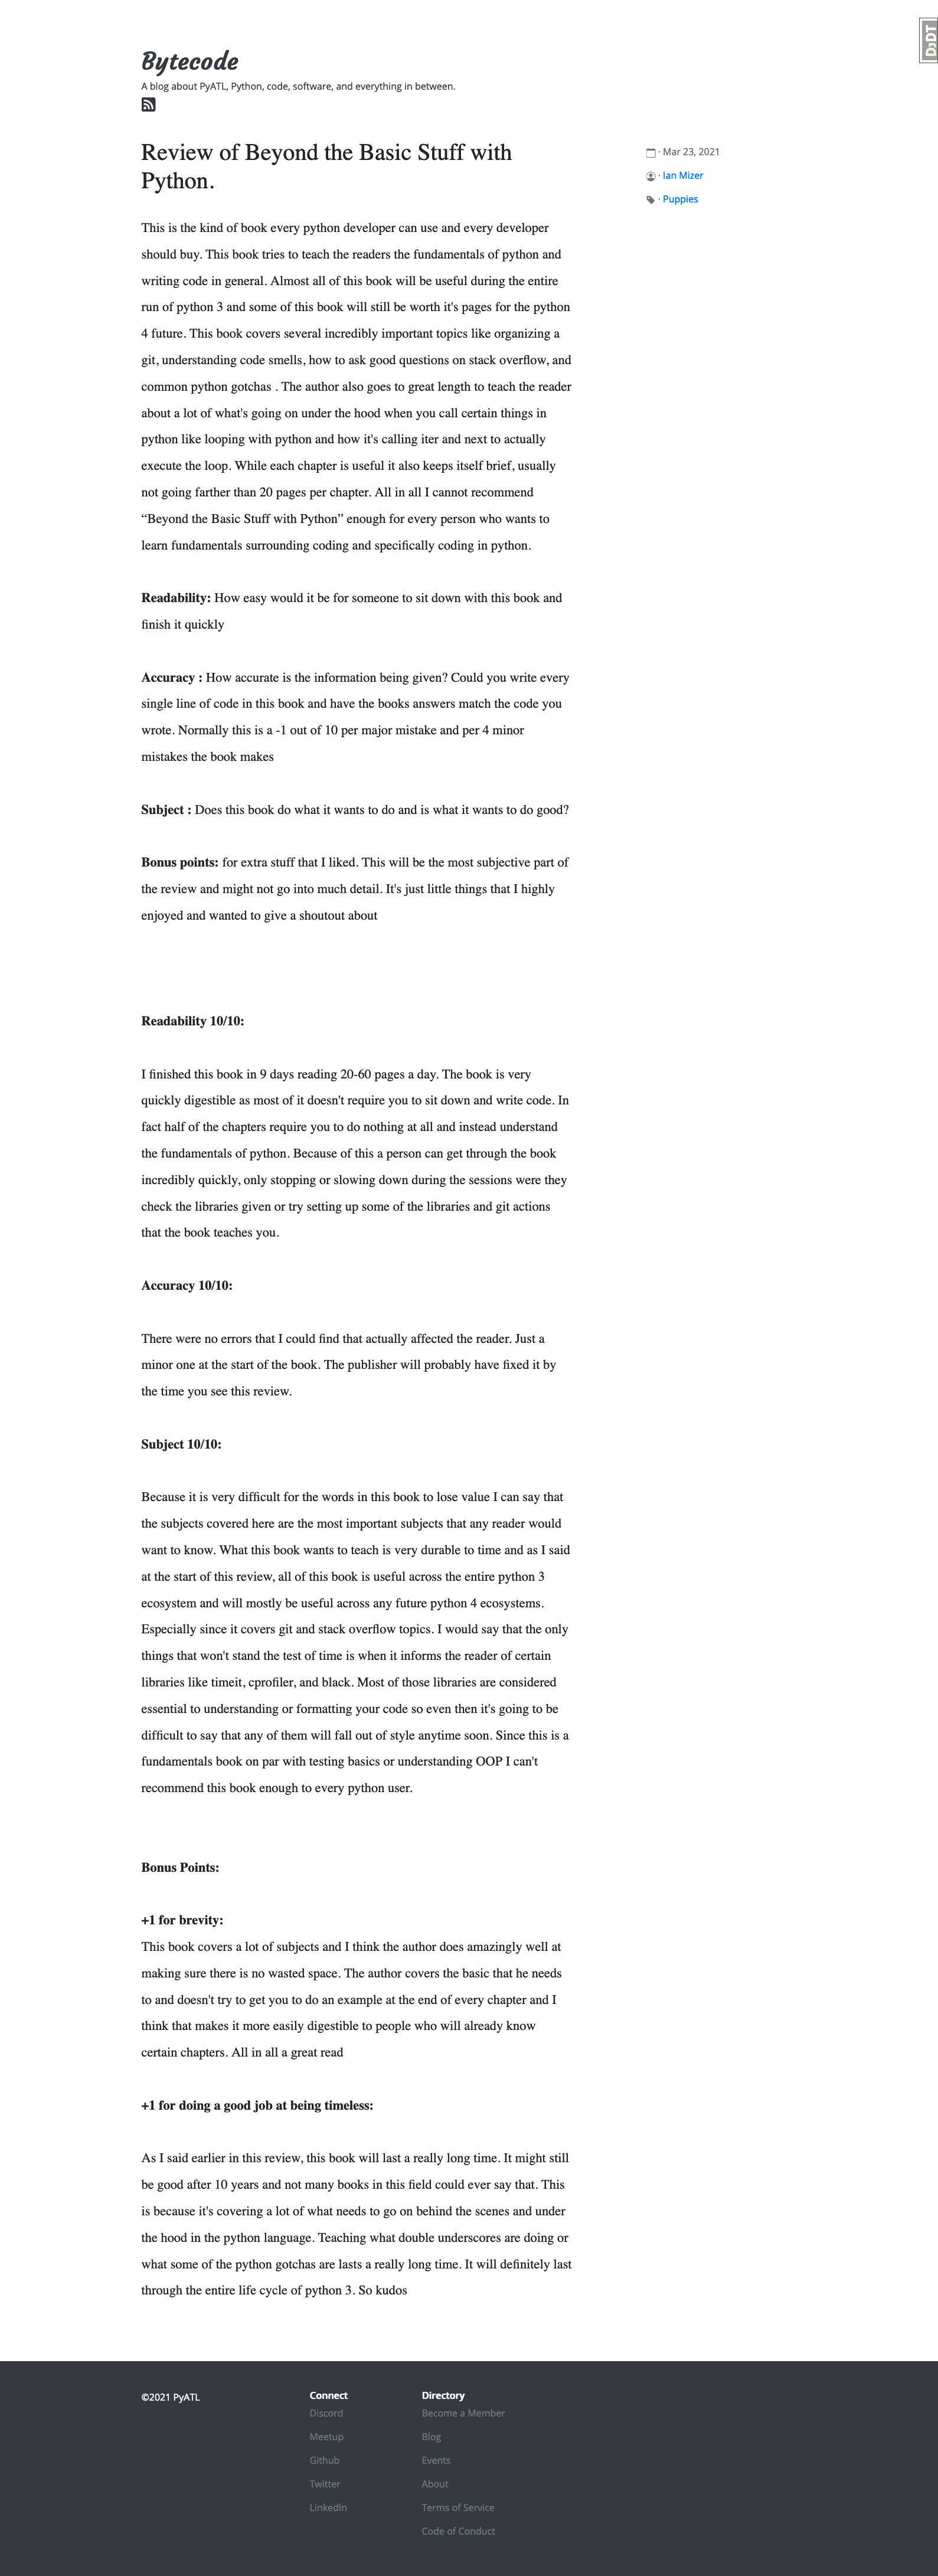 DjDT
Bytecode
A blog about PyATL, Python, code, software, and everything in between.
Review of Beyond the Basic Stuff with
Python.
· Mar 23, 2021
· Ian Mizer
· Puppies
This is the kind of book every python developer can use and every developer
should buy. This book tries to teach the readers the fundamentals of python and
writing code in general. Almost all of this book will be useful during the entire
run of python 3 and some of this book will still be worth it's pages for the python
4 future. This book covers several incredibly important topics like organizing a
git, understanding code smells, how to ask good questions on stack overflow, and
common python gotchas . The author also goes to great length to teach the reader
about a lot of what's going on under the hood when you call certain things in
python like looping with python and how it's calling iter and next to actually
execute the loop. While each chapter is useful it also keeps itself brief, usually
not going farther than 20 pages per chapter. All in all I cannot recommend
“Beyond the Basic Stuff with Python” enough for every person who wants to
learn fundamentals surrounding coding and specifically coding in python.
Readability: How easy would it be for someone to sit down with this book and
finish it quickly
Accuracy : How accurate is the information being given? Could you write every
single line of code in this book and have the books answers match the code you
wrote. Normally this is a -1 out of 10 per major mistake and per 4 minor
mistakes the book makes
Subject : Does this book do what it wants to do and is what it wants to do good?
Bonus points: for extra stuff that I liked. This will be the most subjective part of
the review and might not go into much detail. It's just little things that I highly
enjoyed and wanted to give a shoutout about
Readability 10/10:
I finished this book in 9 days reading 20-60 pages a day. The book is very
quickly digestible as most of it doesn't require you to sit down and write code. In
fact half of the chapters require you to do nothing at all and instead understand
the fundamentals of python. Because of this a person can get through the book
incredibly quickly, only stopping or slowing down during the sessions were they
check the libraries given or try setting up some of the libraries and git actions
that the book teaches you.
Accuracy 10/10:
There were no errors that I could find that actually affected the reader. Just a
minor one at the start of the book. The publisher will probably have fixed it by
the time you see this review.
Subject 10/10:
Because it is very difficult for the words in this book to lose value I can say that
the subjects covered here are the most important subjects that any reader would
want to know. What this book wants to teach is very durable to time and as I said
at the start of this review, all of this book is useful across the entire python 3
ecosystem and will mostly be useful across any future python 4 ecosystems.
Especially since it covers git and stack overflow topics. I would say that the only
things that won't stand the test of time is when it informs the reader of certain
libraries like timeit, cprofiler, and black. Most of those libraries are considered
essential to understanding or formatting your code so even then it's going to be
difficult to say that any of them will fall out of style anytime soon. Since this is a
fundamentals book on par with testing basics or understanding OOP I can't
recommend this book enough to every python user.
Bonus Points:
+1 for brevity:
This book covers a lot of subjects and I think the author does amazingly well at
making sure there is no wasted space. The author covers the basic that he needs
to and doesn't try to get you to do an example at the end of every chapter and I
think that makes it more easily digestible to people who will already know
certain chapters. All in all a great read
+1 for doing a good job at being timeless:
As I said earlier in this review, this book will last a really long time. It might still
be good after 10 years and not many books in this field could ever say that. This
is because it's covering a lot of what needs to go on behind the scenes and under
the hood in the python language. Teaching what double underscores are doing or
what some of the python gotchas are lasts a really long time. It will definitely last
through the entire life cycle of python 3. So kudos
©2021 PyATL
Connect
Discord
Meetup
Github
Twitter
LinkedIn
Directory
Become a Member
Blog
Events
About
Terms of Service
Code of Conduct